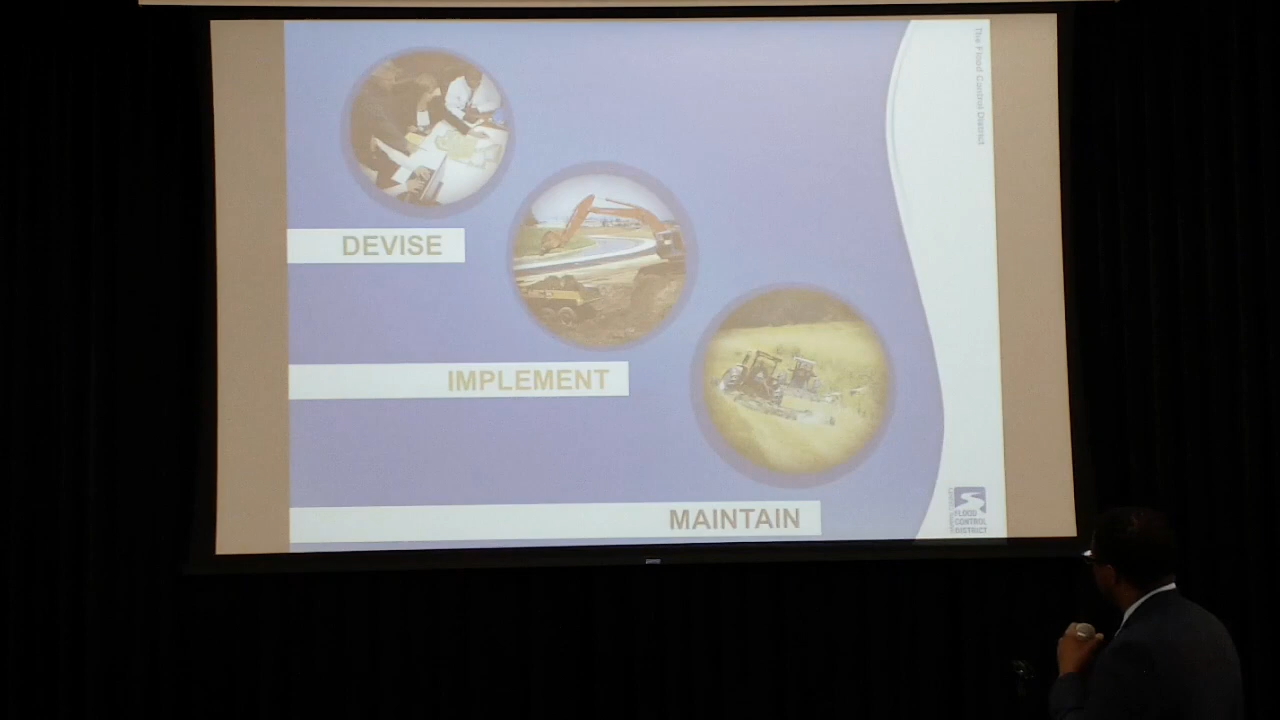 The Flood Control District
DEVISE
IMPLEMENT
MAINTAIN
FLOOD
CONTROL
DISTRICT